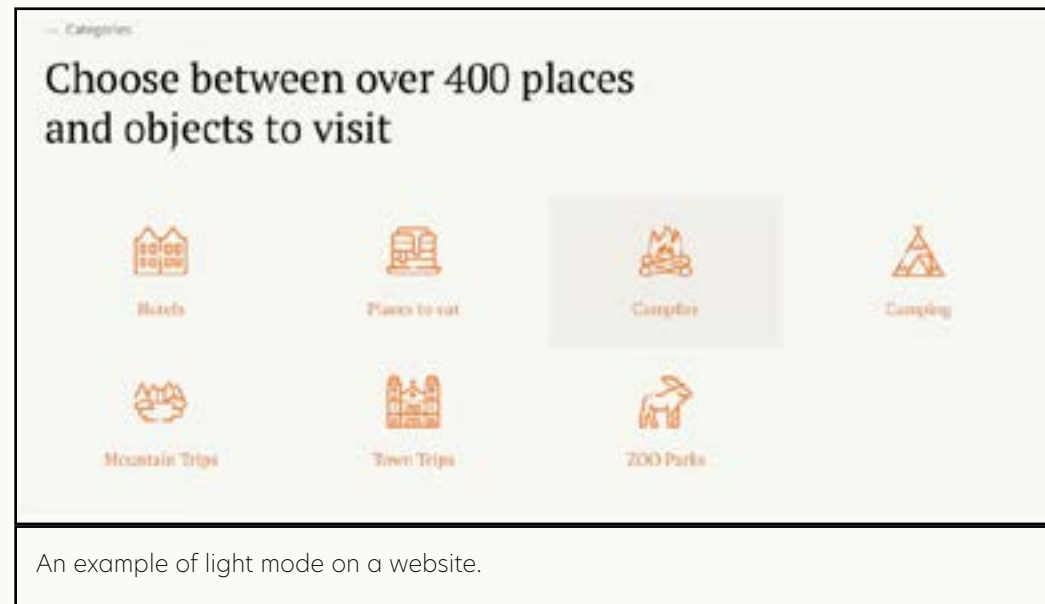 — Categories
Choose between over 400 places
and objects to visit
Hotels
Places to eat
Campfire
Camping
Mountain Trips
Town Trips
ZOO Parks
An example of light mode on a website.